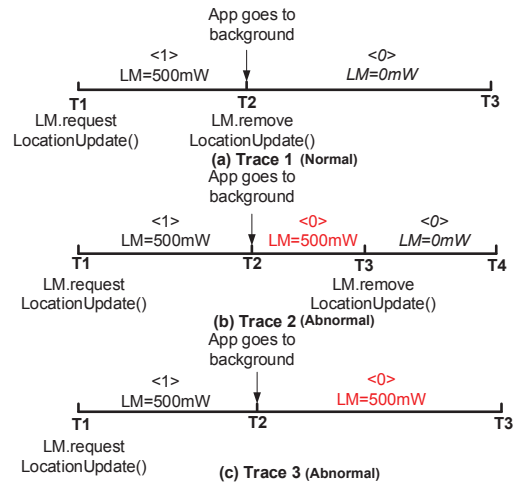 App goes to
background
<1>
<0>
LM=500mW
LM=0mW
T1
T2
T3
LM.request
LM.remove
LocationUpdate()
LocationUpdate()
(a) Trace 1 (Normal)
App goes to
background
<1>
<0>
<0>
LM=500mW
LM=500mW
LM=0mW
T1
T2
T3
T4
LM.request
LM.remove
LocationUpdate()
LocationUpdate()
(b) Trace 2 (Abnormal)
App goes to
background
<1>
<0>
LM=500mW
LM=500mW
T1
T2
T3
LM.request
LocationUpdate()
(c) Trace 3 (Abnormal)